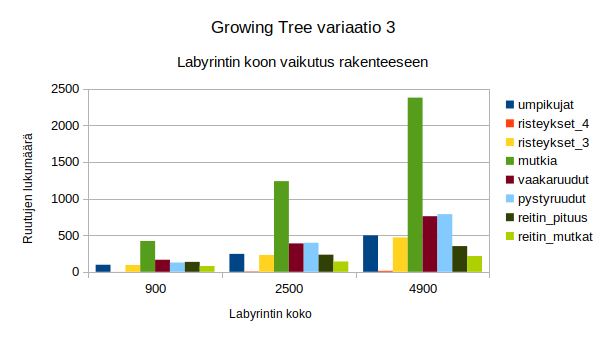 Growing Tree variaatio 3
Labyrintin koon vaikutus rakenteeseen
Ruutujen lukumäärä
2500
2000
1500
1000
500
0
900
2500
4900
Labyrintin koko
umpikujat
risteykset_4
risteykset_3
mutkia
vaakaruudut
pystyruudut
reitin_pituus
reitin_mutkat